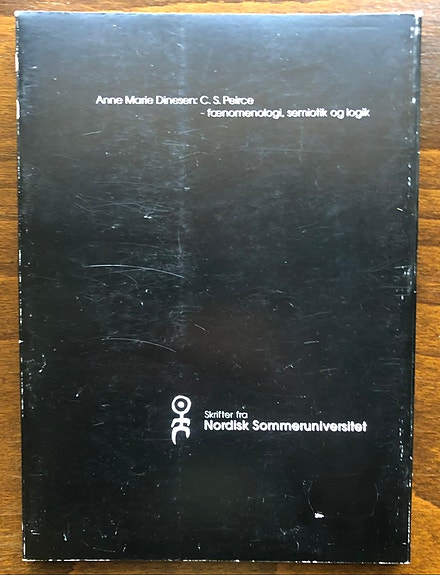 Anne Marie Dinesen: C. S. Peirce
- fænomenologi, semiotik og logik
Skrifter fra
Nordisk Sommeruniversitet